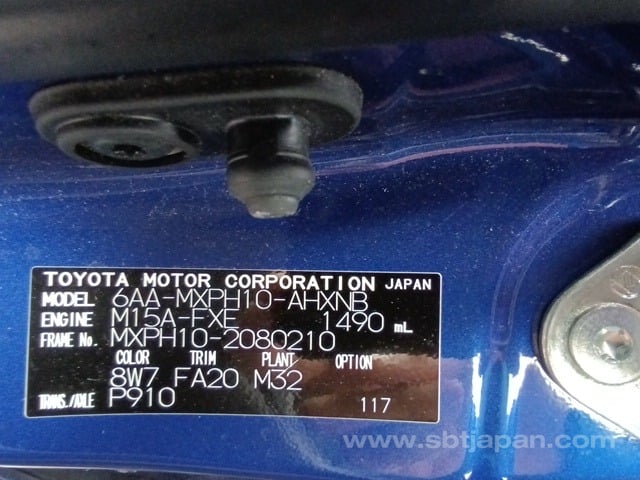 TOYOTA MOTOR CORPORATION JAPAN
MODEL 6AA-MXPH10-AHXNB
ENGINE M15A-FXE 1490 mL
FRAME No. MXPH10-2080210
COLOR TRIM PLANT OPTION
8W7 FA20 M32
TRANS./AXLE P910 117
www.sbtjapan.com